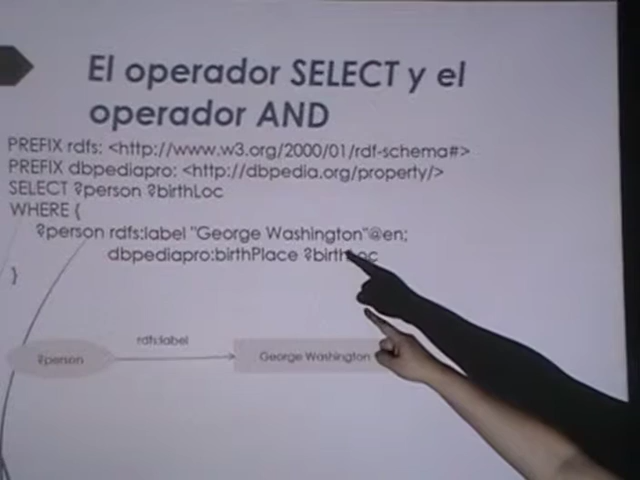 El operador SELECT y el
operador AND
PREFIX rdfs: <http://www.w3.org/2000/01/rdf-schema#>
PREFIX dbpediapro: <http://dbpedia.org/property/>
SELECT ?person ?birthLoc
WHERE {
?person rdfs:label "George Washington"@en;
dbpediapro:birthPlace ?birthLoc
}
rdfs:label
?person
George Washington